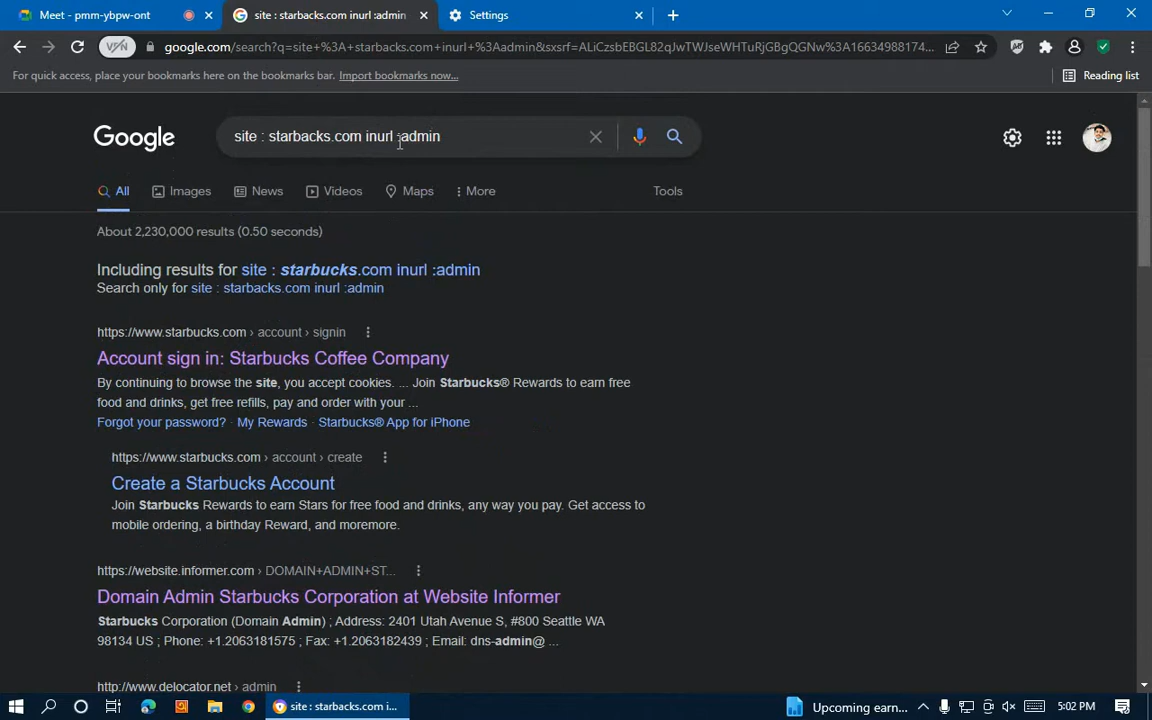 Meet - pmm-ybpw-ont
site : starbacks.com inurl :admin
Settings
VPN
google.com/search?q=site+%3A+starbacks.com+inurl+%3Aadmin&sxsrf=ALiCzsbEBGL82qJwTWJseWHTuRjGBgQGNw%3A16634988174...
For quick access, place your bookmarks here on the bookmarks bar. Import bookmarks now...
Reading list
Google
site : starbacks.com inurl :admin
All
Images
News
Videos
Maps
More
Tools
About 2,230,000 results (0.50 seconds)
Including results for site : starbucks.com inurl :admin
Search only for site : starbacks.com inurl :admin
https://www.starbucks.com › account › signin
Account sign in: Starbucks Coffee Company
By continuing to browse the site, you accept cookies. ... Join Starbucks® Rewards to earn free
food and drinks, get free refills, pay and order with your ...
Forgot your password? · My Rewards · Starbucks® App for iPhone
https://www.starbucks.com › account › create
Create a Starbucks Account
Join Starbucks Rewards to earn Stars for free food and drinks, any way you pay. Get access to
mobile ordering, a birthday Reward, and moremore.
https://website.informer.com › DOMAIN+ADMIN+ST...
Domain Admin Starbucks Corporation at Website Informer
Starbucks Corporation (Domain Admin) ; Address: 2401 Utah Avenue S, #800 Seattle WA
98134 US ; Phone: +1.2063181575 ; Fax: +1.2063182439 ; Email: dns-admin@ ...
http://www.delocator.net › admin
site : starbacks.com i...
Upcoming earn...
5:02 PM